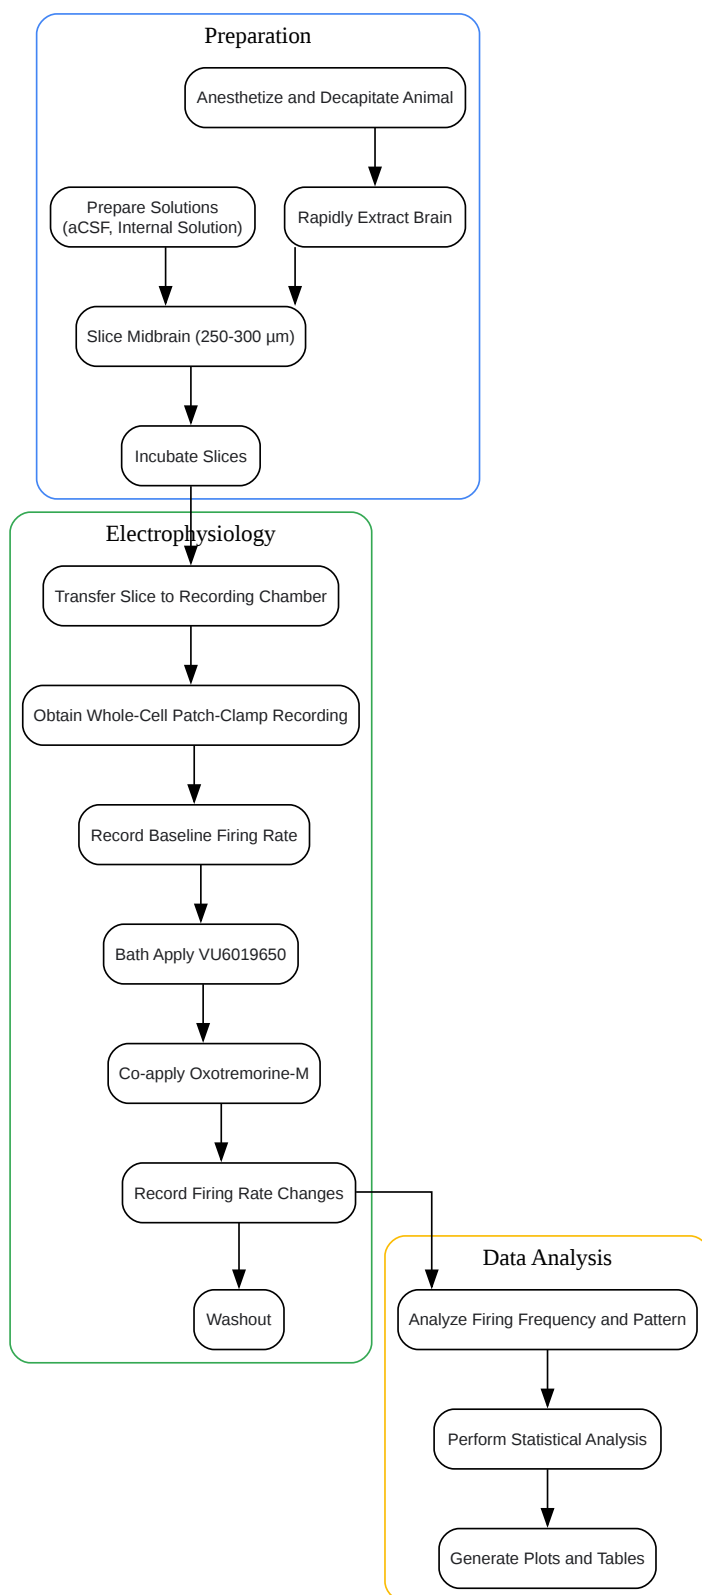 Preparation
Anesthetize and Decapitate Animal
Prepare Solutions
(aCSF, Internal Solution)
Rapidly Extract Brain
Slice Midbrain (250-300 µm)
Incubate Slices
Electrophysiology
Transfer Slice to Recording Chamber
Obtain Whole-Cell Patch-Clamp Recording
Record Baseline Firing Rate
Bath Apply VU6019650
Co-apply Oxotremorine-M
Record Firing Rate Changes
Washout
Data Analysis
Analyze Firing Frequency and Pattern
Perform Statistical Analysis
Generate Plots and Tables